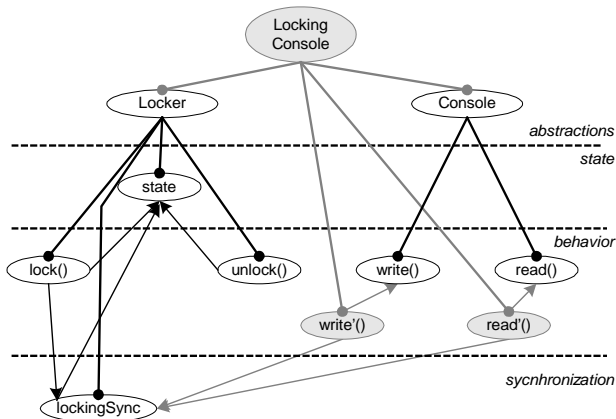 Locking
Console
Locker
Console
abstractions
state
state
behavior
lock()
unlock()
write()
read()
write'()
read'()
sycnhronization
lockingSync